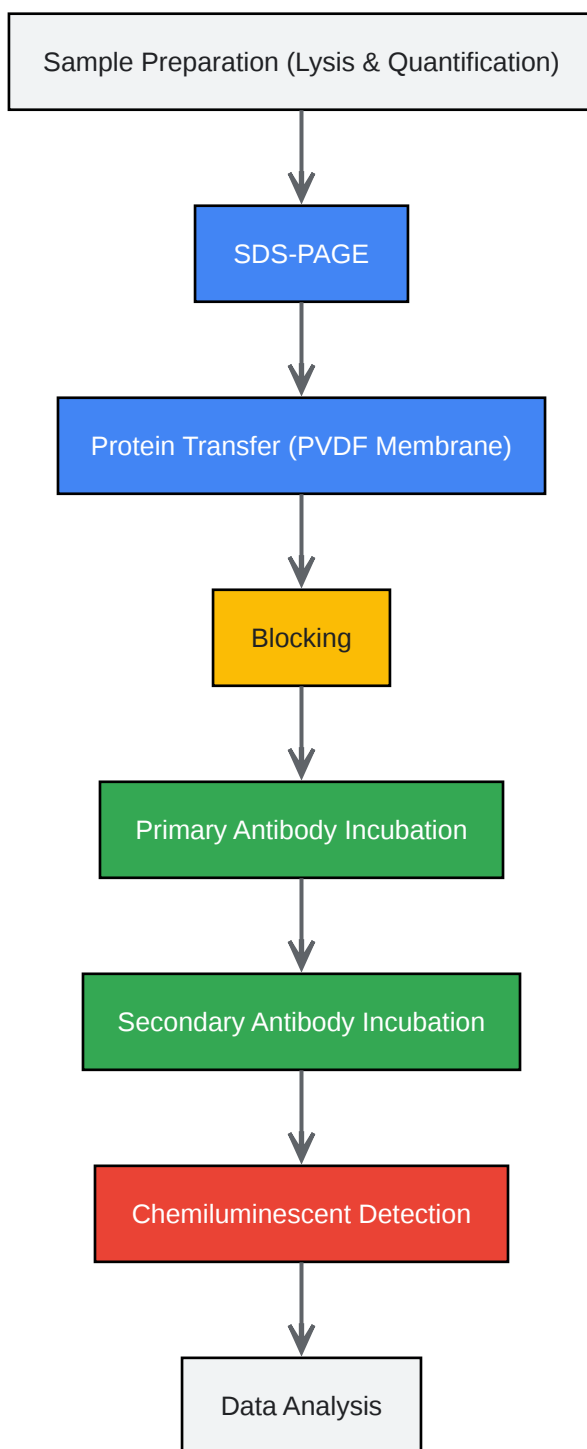 Sample Preparation (Lysis & Quantification)
SDS-PAGE
Protein Transfer (PVDF Membrane)
Blocking
Primary Antibody Incubation
Secondary Antibody Incubation
Chemiluminescent Detection
Data Analysis